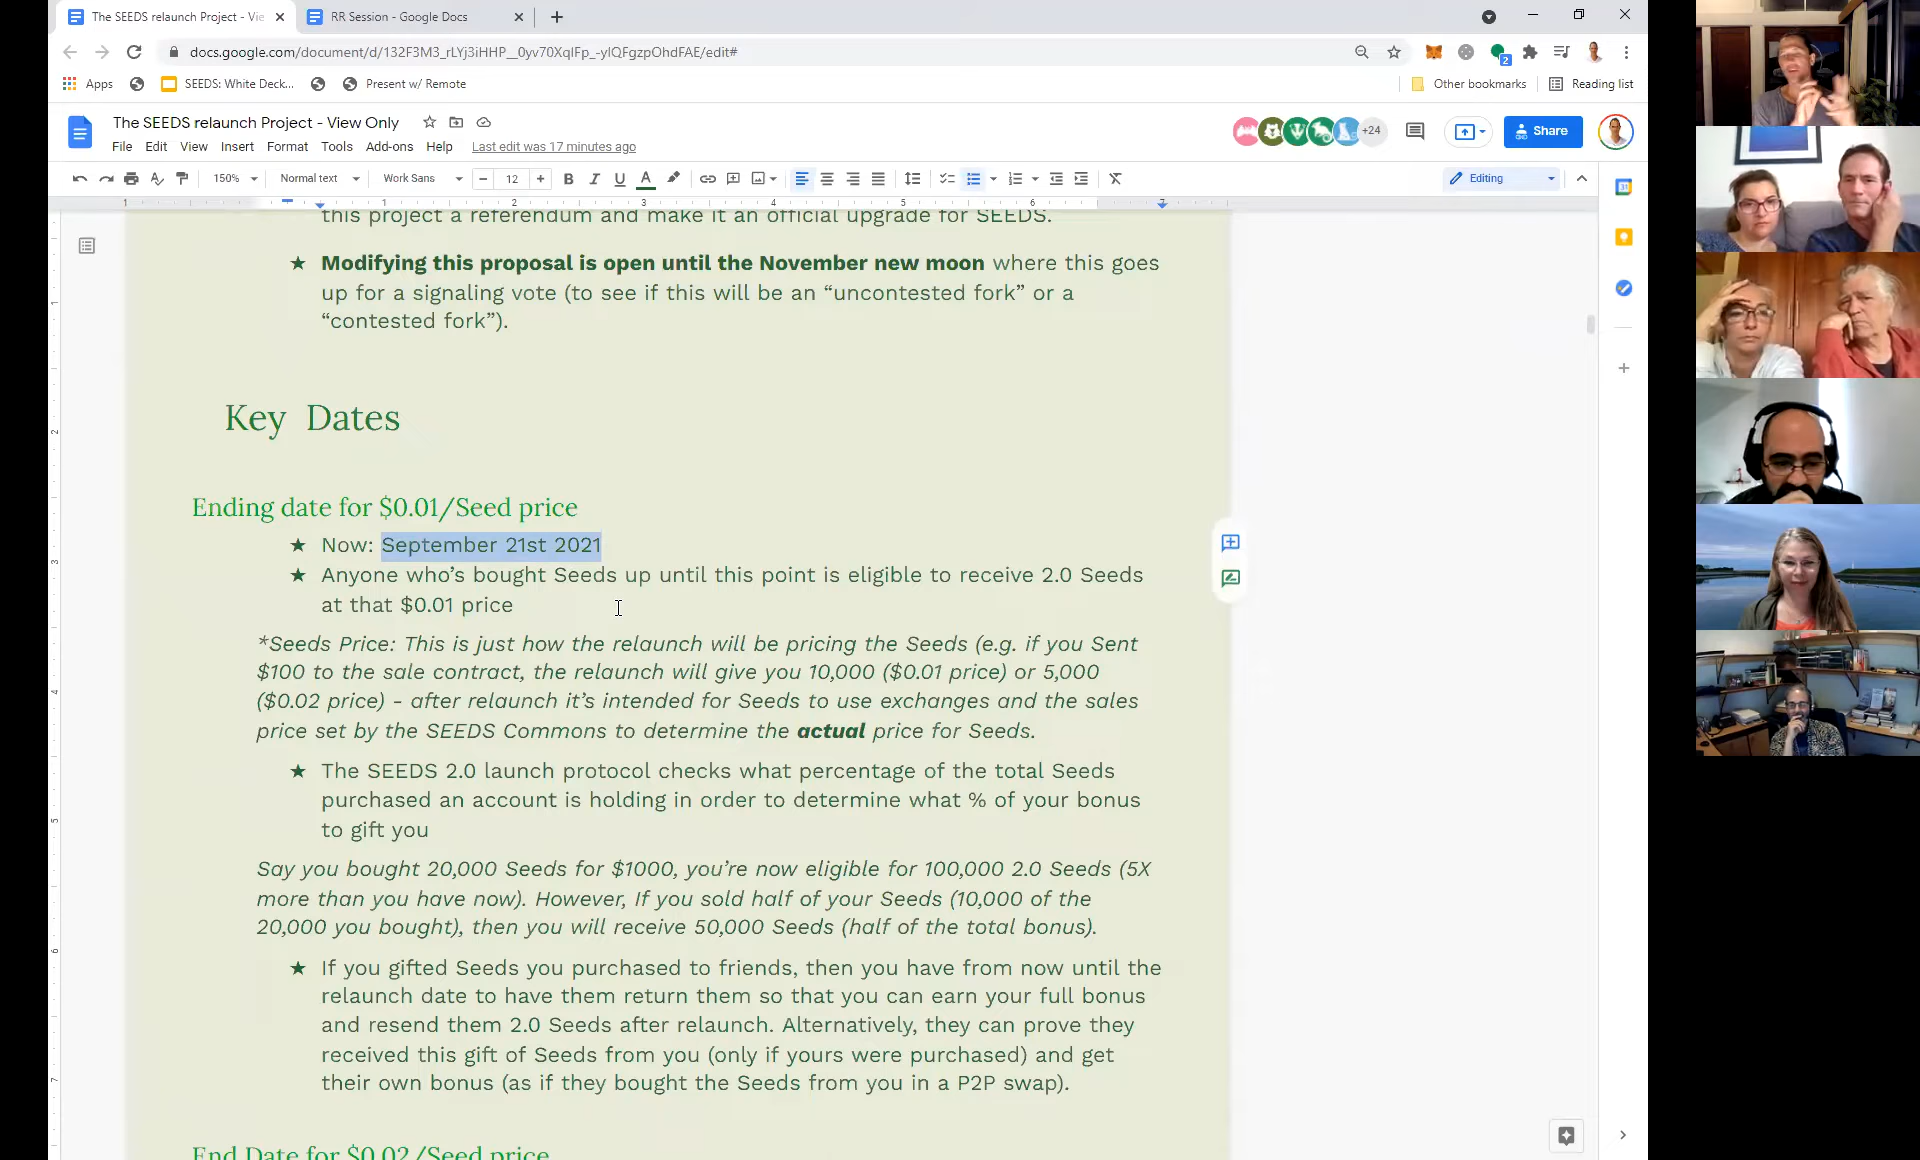 The SEEDS relaunch Project - Vie
RR Session - Google Docs
docs.google.com/document/d/132F3M3_rLYj3iHHP__0yv70XqIFp_-yIQFgzpOhdFAE/edit#
2
Apps
SEEDS: White Deck...
Present w/ Remote
Other bookmarks
Reading list
The SEEDS relaunch Project - View Only
+24
Share
File Edit View Insert Format Tools Add-ons Help Last edit was 17 minutes ago
150% Normal text Work Sans 12 B I U A Editing
1 1 2 3 4 5 6 7
this project a referendum and make it an official upgrade for SEEDS.
★ Modifying this proposal is open until the November new moon where this goes
up for a signaling vote (to see if this will be an “uncontested fork” or a
“contested fork”).
Key Dates
Ending date for $0.01/Seed price
★ Now: September 21st 2021
★ Anyone who’s bought Seeds up until this point is eligible to receive 2.0 Seeds
at that $0.01 price
*Seeds Price: This is just how the relaunch will be pricing the Seeds (e.g. if you Sent
$100 to the sale contract, the relaunch will give you 10,000 ($0.01 price) or 5,000
($0.02 price) - after relaunch it’s intended for Seeds to use exchanges and the sales
price set by the SEEDS Commons to determine the actual price for Seeds.
★ The SEEDS 2.0 launch protocol checks what percentage of the total Seeds
purchased an account is holding in order to determine what % of your bonus
to gift you
Say you bought 20,000 Seeds for $1000, you’re now eligible for 100,000 2.0 Seeds (5X
more than you have now). However, If you sold half of your Seeds (10,000 of the
20,000 you bought), then you will receive 50,000 Seeds (half of the total bonus).
★ If you gifted Seeds you purchased to friends, then you have from now until the
relaunch date to have them return them so that you can earn your full bonus
and resend them 2.0 Seeds after relaunch. Alternatively, they can prove they
received this gift of Seeds from you (only if yours were purchased) and get
their own bonus (as if they bought the Seeds from you in a P2P swap).
End Date for $0.02/Seed price